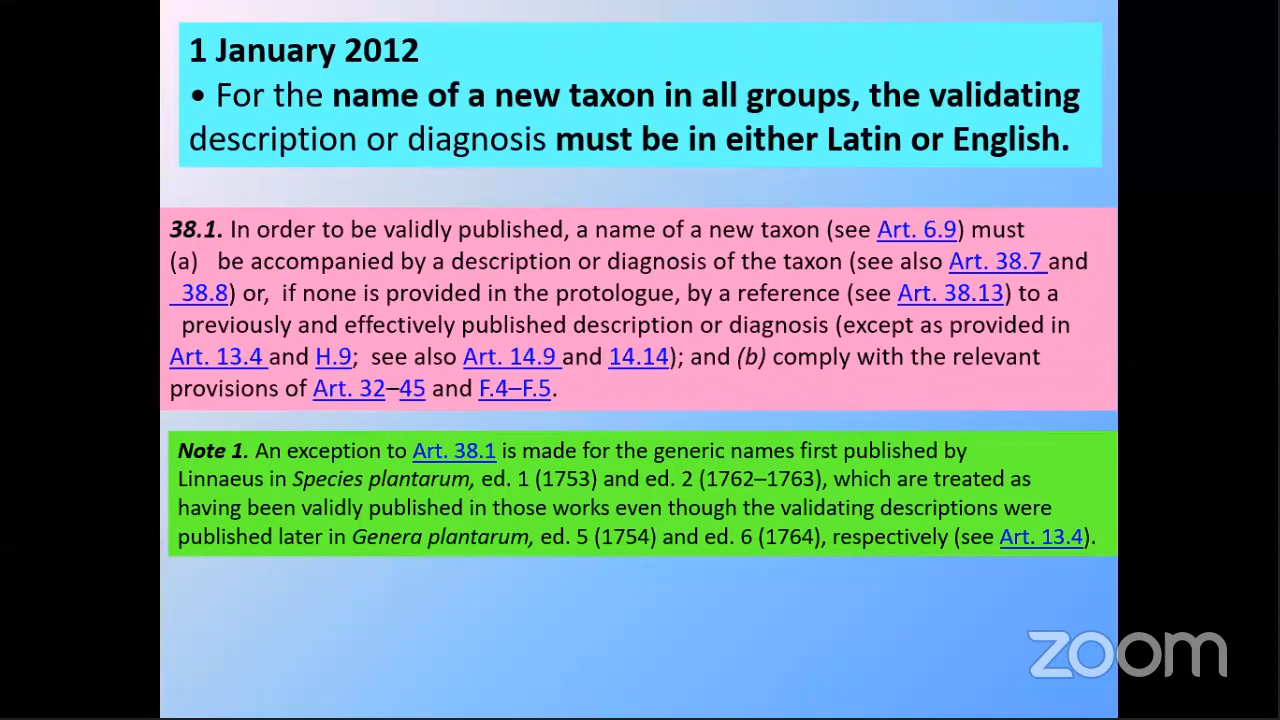 1 January 2012
• For the name of a new taxon in all groups, the validating
description or diagnosis must be in either Latin or English.
38.1. In order to be validly published, a name of a new taxon (see Art. 6.9) must
(a) be accompanied by a description or diagnosis of the taxon (see also Art. 38.7 and
38.8) or, if none is provided in the protologue, by a reference (see Art. 38.13) to a
previously and effectively published description or diagnosis (except as provided in
Art. 13.4 and H.9; see also Art. 14.9 and 14.14); and (b) comply with the relevant
provisions of Art. 32–45 and F.4–F.5.
Note 1. An exception to Art. 38.1 is made for the generic names first published by
Linnaeus in Species plantarum, ed. 1 (1753) and ed. 2 (1762–1763), which are treated as
having been validly published in those works even though the validating descriptions were
published later in Genera plantarum, ed. 5 (1754) and ed. 6 (1764), respectively (see Art. 13.4).
zoom